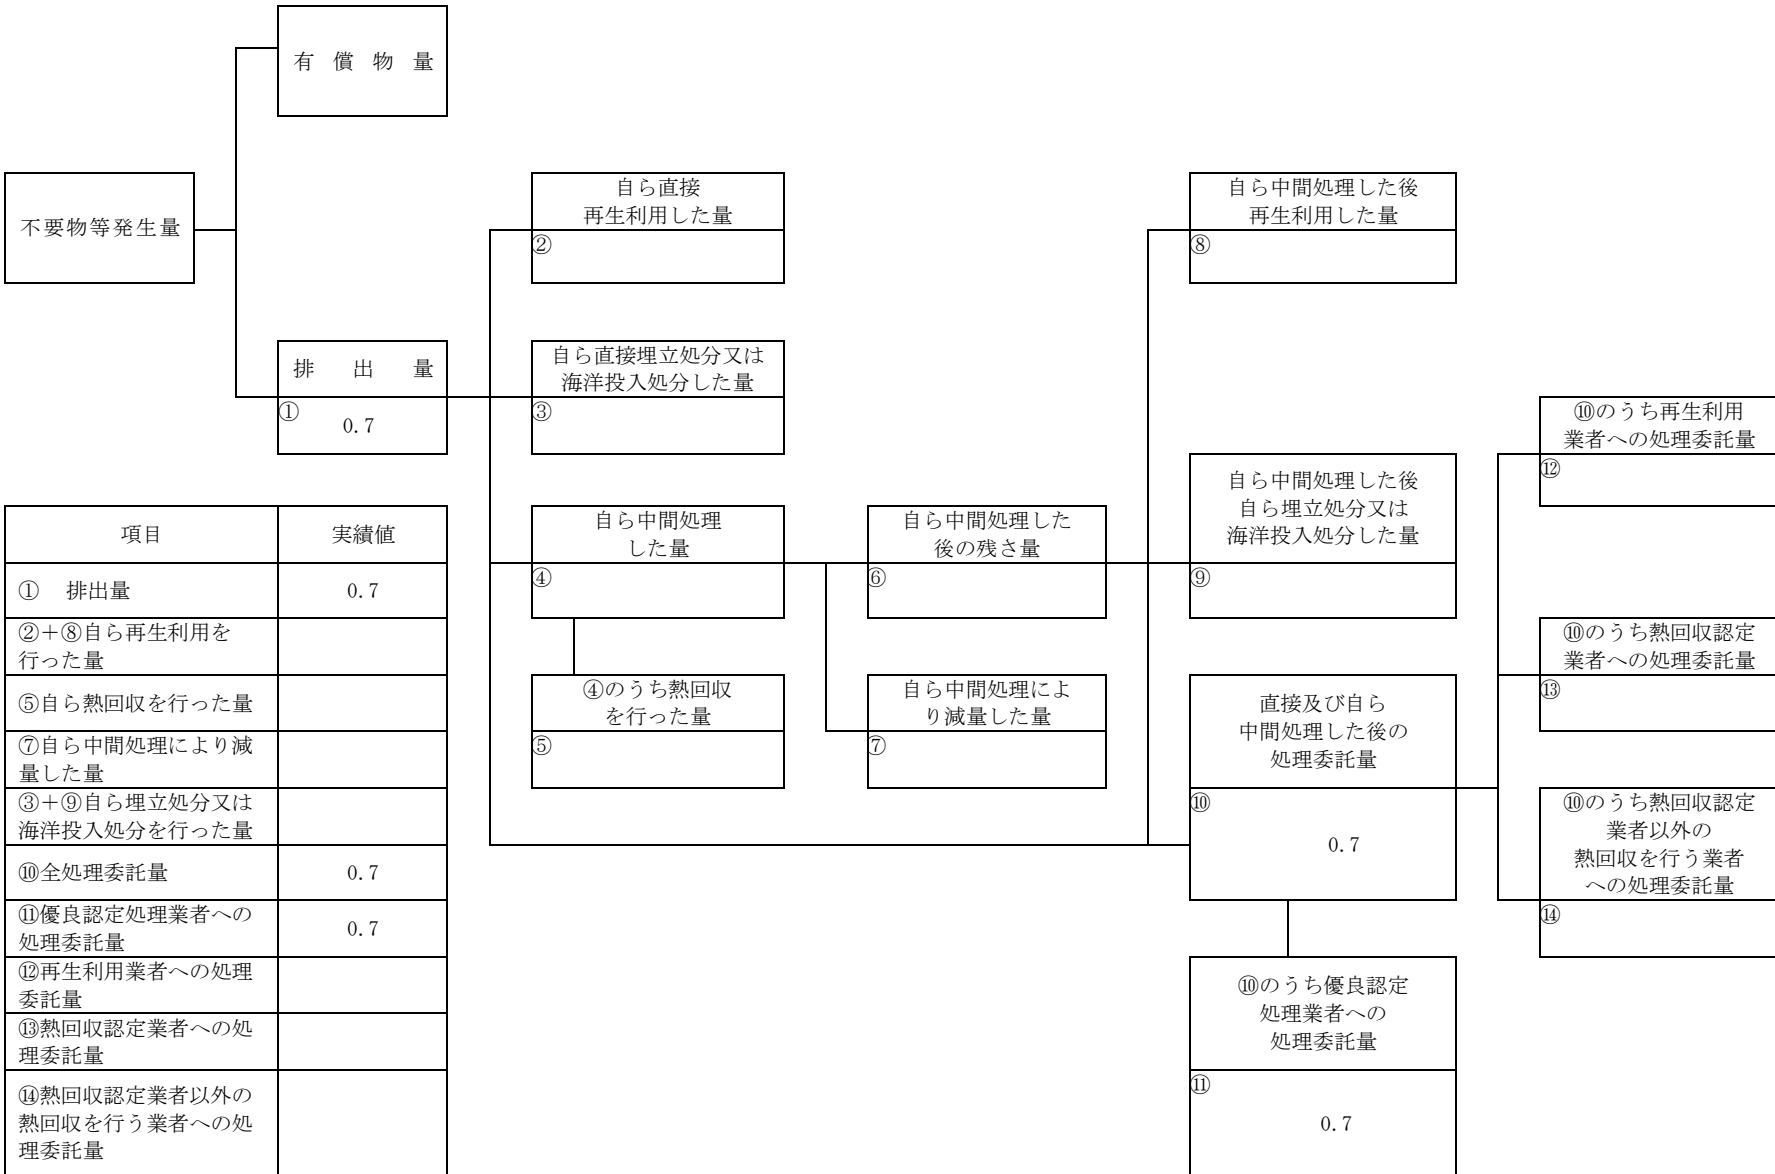 有償物量
不要物等発生量
排出量
①
0.7
自ら直接
再生利用した量
②
自ら直接埋立処分又は
海洋投入処分した量
③
自ら中間処理
した量
④
④のうち熱回収
を行った量
⑤
自ら中間処理した
後の残さ量
⑥
自ら中間処理によ
り減量した量
⑦
自ら中間処理した後
再生利用した量
⑧
自ら中間処理した後
自ら埋立処分又は
海洋投入処分した量
⑨
直接及び自ら
中間処理した後の
処理委託量
⑩
0.7
⑩のうち優良認定
処理業者への
処理委託量
⑪
0.7
⑩のうち再生利用
業者への処理委託量
⑫
⑩のうち熱回収認定
業者への処理委託量
⑬
⑩のうち熱回収認定
業者以外の
熱回収を行う業者
への処理委託量
⑭
項目 実績値
① 排出量 0.7
②+⑧自ら再生利用を
行った量
⑤自ら熱回収を行った量
⑦自ら中間処理により減
量した量
③+⑨自ら埋立処分又は
海洋投入処分を行った量
⑩全処理委託量 0.7
⑪優良認定処理業者への
処理委託量 0.7
⑫再生利用業者への処理
委託量
⑬熱回収認定業者への処
理委託量
⑭熱回収認定業者以外の
熱回収を行う業者への処
理委託量